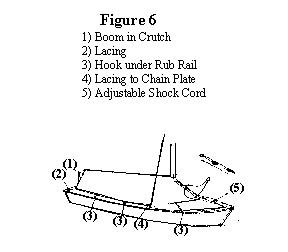 Figure 6
1) Boom in Crutch
2) Lacing
3) Hook under Rub Rail
4) Lacing to Chain Plate
5) Adjustable Shock Cord
(1)
(2)
(5)
(3) (3) (4) (3)